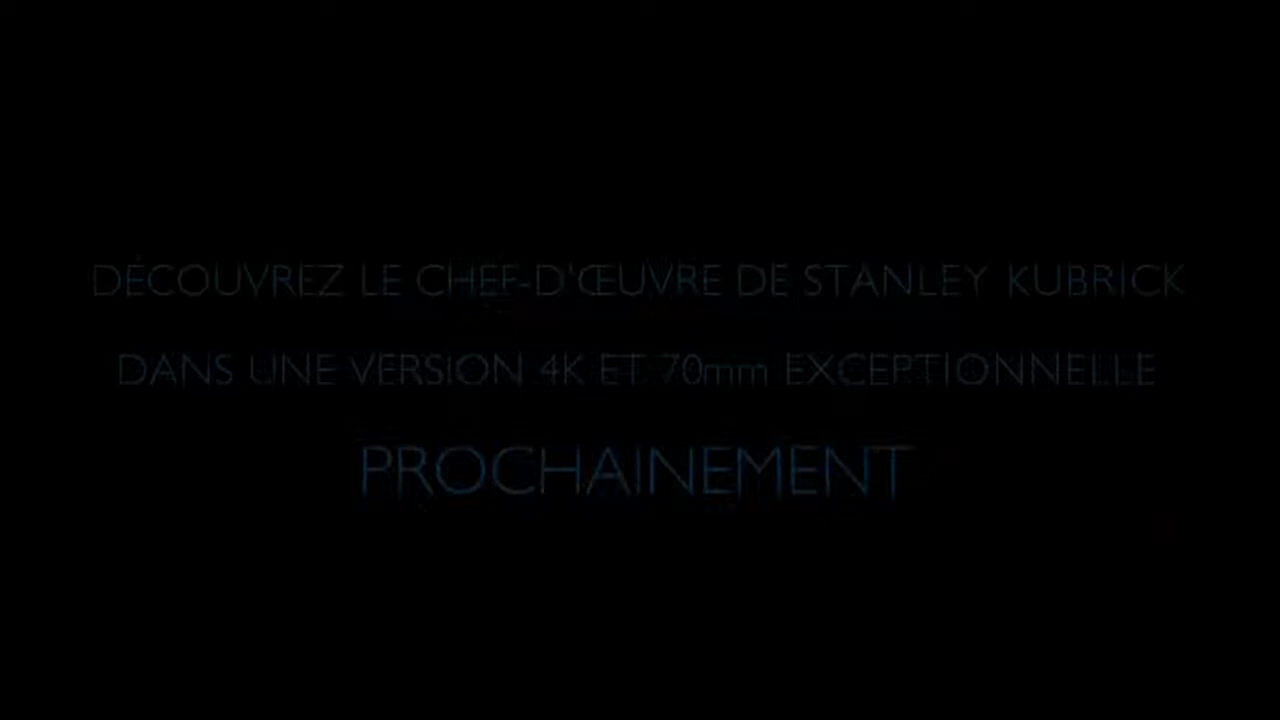 DÉCOUVREZ LE CHEF-D'ŒUVRE DE STANLEY KUBRICK
DANS UNE VERSION 4K ET 70mm EXCEPTIONNELLE
PROCHAINEMENT